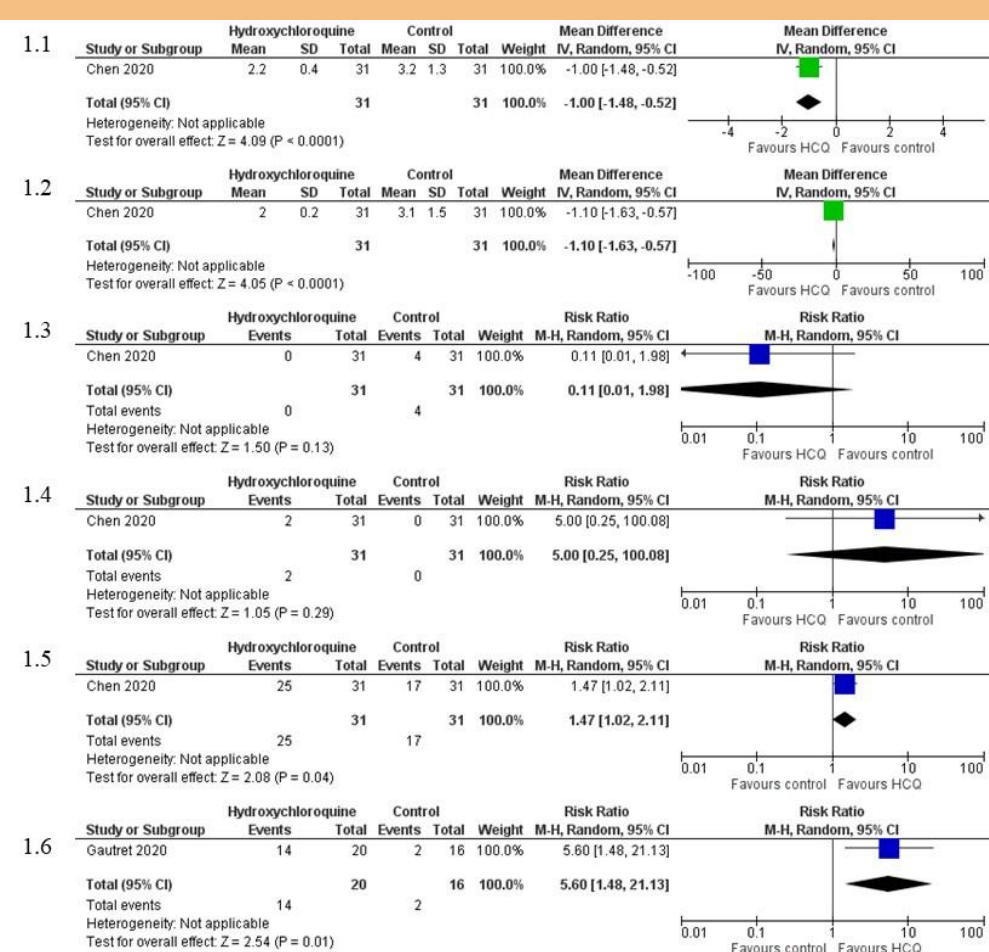 Hydroxychloroquine Control Mean Difference Mean Difference
1.1 Study or Subgroup Mean SD Total Mean SD Total Weight IV, Random, 95% CI IV, Random, 95% CI
Chen 2020 2.2 0.4 31 3.2 1.3 31 100.0% -1.00 [-1.48, -0.52]
Total (95% CI) 31 31 100.0% -1.00 [-1.48, -0.52]
Heterogeneity: Not applicable
Test for overall effect: Z = 4.09 (P < 0.0001)
-4 -2 0 2 4
Favours HCQ Favours control
Hydroxychloroquine Control Mean Difference Mean Difference
1.2 Study or Subgroup Mean SD Total Mean SD Total Weight IV, Random, 95% CI IV, Random, 95% CI
Chen 2020 2 0.2 31 3.1 1.5 31 100.0% -1.10 [-1.63, -0.57]
Total (95% CI) 31 31 100.0% -1.10 [-1.63, -0.57]
Heterogeneity: Not applicable
Test for overall effect: Z = 4.05 (P < 0.0001)
-100 -50 0 50 100
Favours HCQ Favours control
Hydroxychloroquine Control Risk Ratio Risk Ratio
1.3 Study or Subgroup Events Total Events Total Weight M-H, Random, 95% CI M-H, Random, 95% CI
Chen 2020 0 31 4 31 100.0% 0.11 [0.01, 1.98]
Total (95% CI) 31 31 100.0% 0.11 [0.01, 1.98]
Total events 0 4
Heterogeneity: Not applicable
Test for overall effect: Z = 1.50 (P = 0.13)
0.01 0.1 1 10 100
Favours HCQ Favours control
Hydroxychloroquine Control Risk Ratio Risk Ratio
1.4 Study or Subgroup Events Total Events Total Weight M-H, Random, 95% CI M-H, Random, 95% CI
Chen 2020 2 31 0 31 100.0% 5.00 [0.25, 100.08]
Total (95% CI) 31 31 100.0% 5.00 [0.25, 100.08]
Total events 2 0
Heterogeneity: Not applicable
Test for overall effect: Z = 1.05 (P = 0.29)
0.01 0.1 1 10 100
Favours HCQ Favours control
Hydroxychloroquine Control Risk Ratio Risk Ratio
1.5 Study or Subgroup Events Total Events Total Weight M-H, Random, 95% CI M-H, Random, 95% CI
Chen 2020 25 31 17 31 100.0% 1.47 [1.02, 2.11]
Total (95% CI) 31 31 100.0% 1.47 [1.02, 2.11]
Total events 25 17
Heterogeneity: Not applicable
Test for overall effect: Z = 2.08 (P = 0.04)
0.01 0.1 1 10 100
Favours control Favours HCQ
Hydroxychloroquine Control Risk Ratio Risk Ratio
Study or Subgroup Events Total Events Total Weight M-H, Random, 95% CI M-H, Random, 95% CI
1.6 Gautret 2020 14 20 2 16 100.0% 5.60 [1.48, 21.13]
Total (95% CI) 20 16 100.0% 5.60 [1.48, 21.13]
Total events 14 2
Heterogeneity: Not applicable
Test for overall effect: Z = 2.54 (P = 0.01)
0.01 0.1 1 10 100
Favours control Favours HCQ